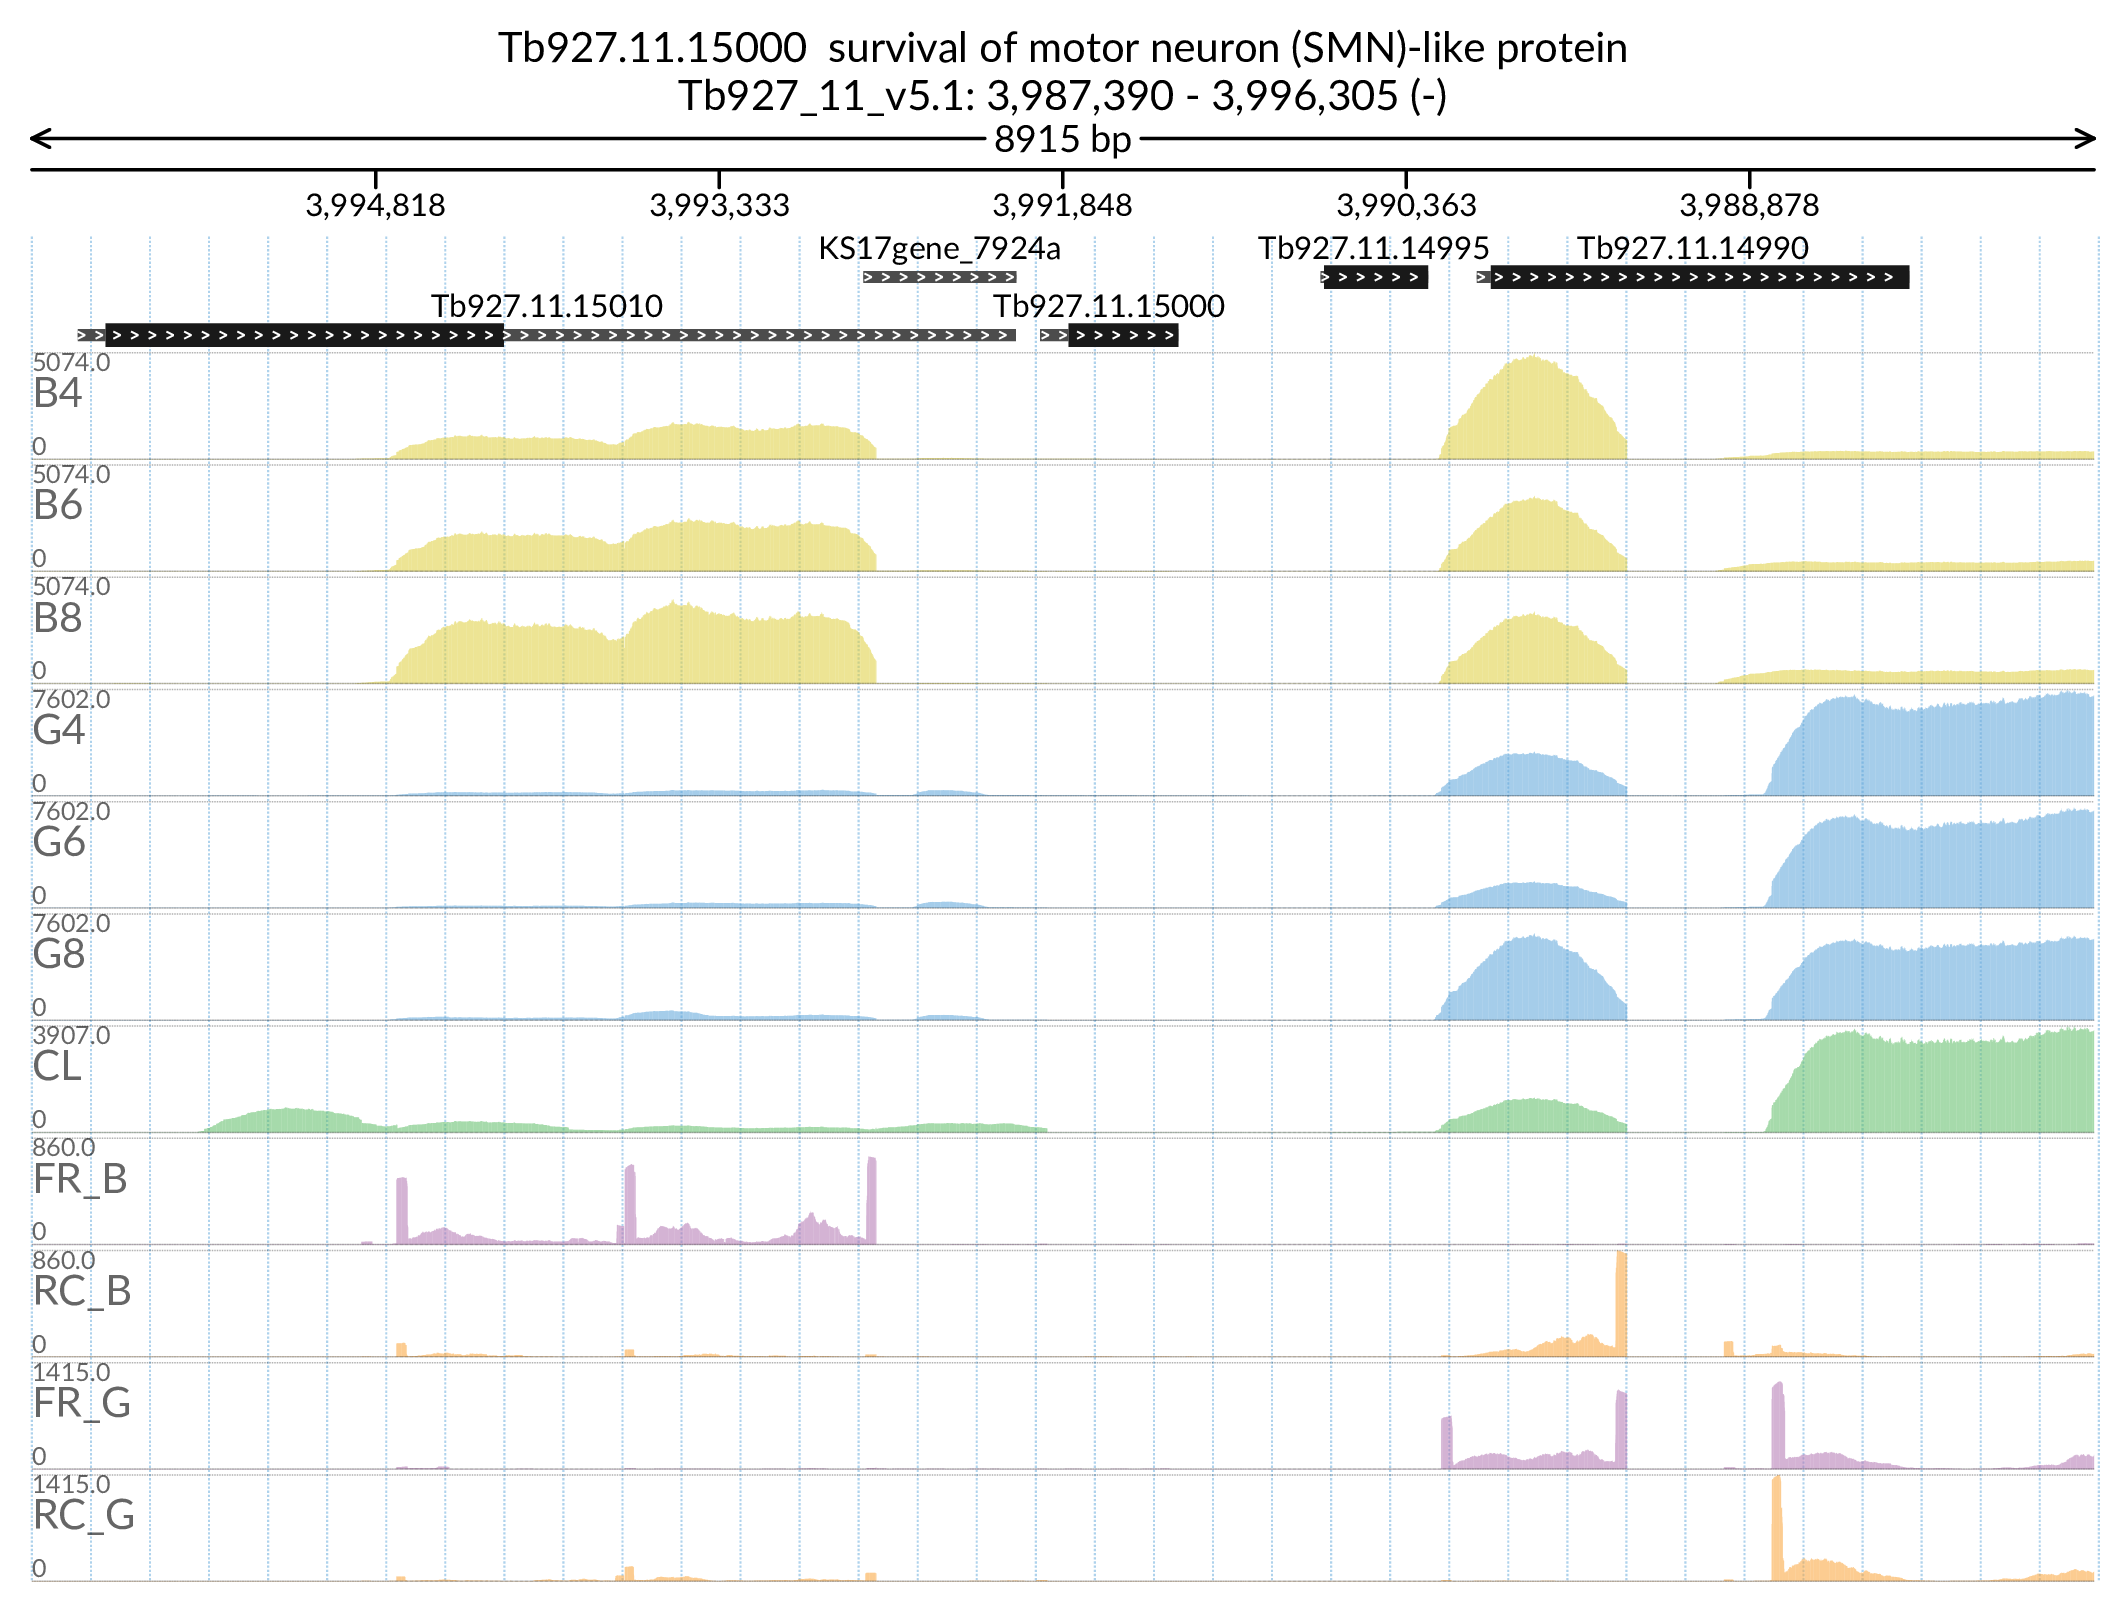 Tb927.11.15000  survival of motor neuron (SMN)-like protein
Tb927_11_v5.1: 3,987,390 - 3,996,305 (-)
8915 bp
3,994,818 3,993,333 3,991,848 3,990,363 3,988,878
KS17gene_7924a Tb927.11.14995 Tb927.11.14990
Tb927.11.15010 Tb927.11.15000
5074.0
B4
0
5074.0
B6
0
5074.0
B8
0
7602.0
G4
0
7602.0
G6
0
7602.0
G8
0
3907.0
CL
0
860.0
FR_B
0
860.0
RC_B
0
1415.0
FR_G
0
1415.0
RC_G
0